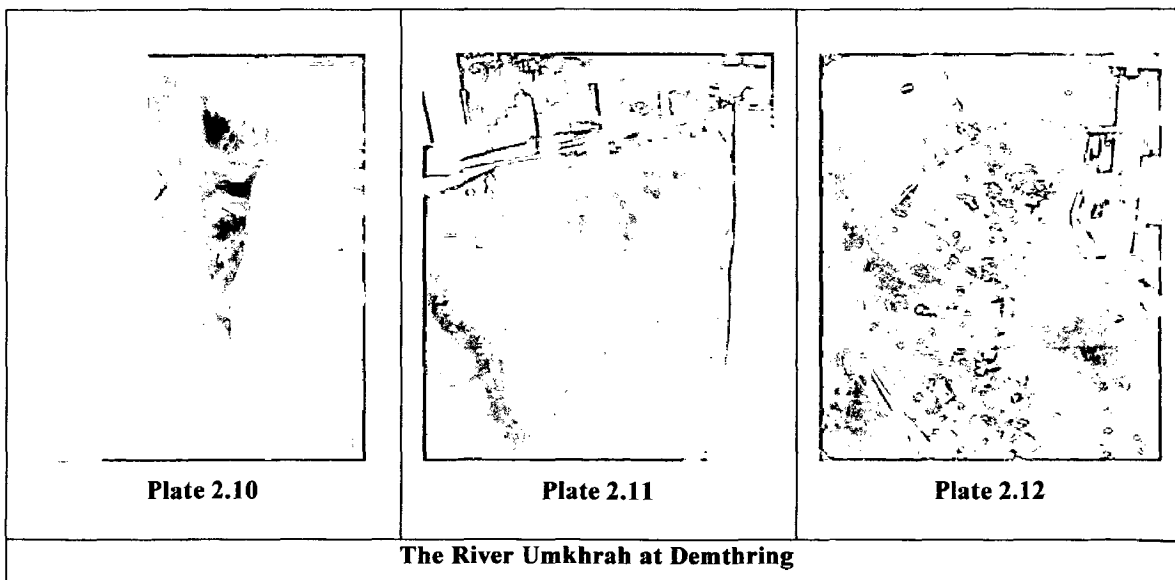 Plate 2.10
Plate 2.11
Plate 2.12
The River Umkhrah at Demthring